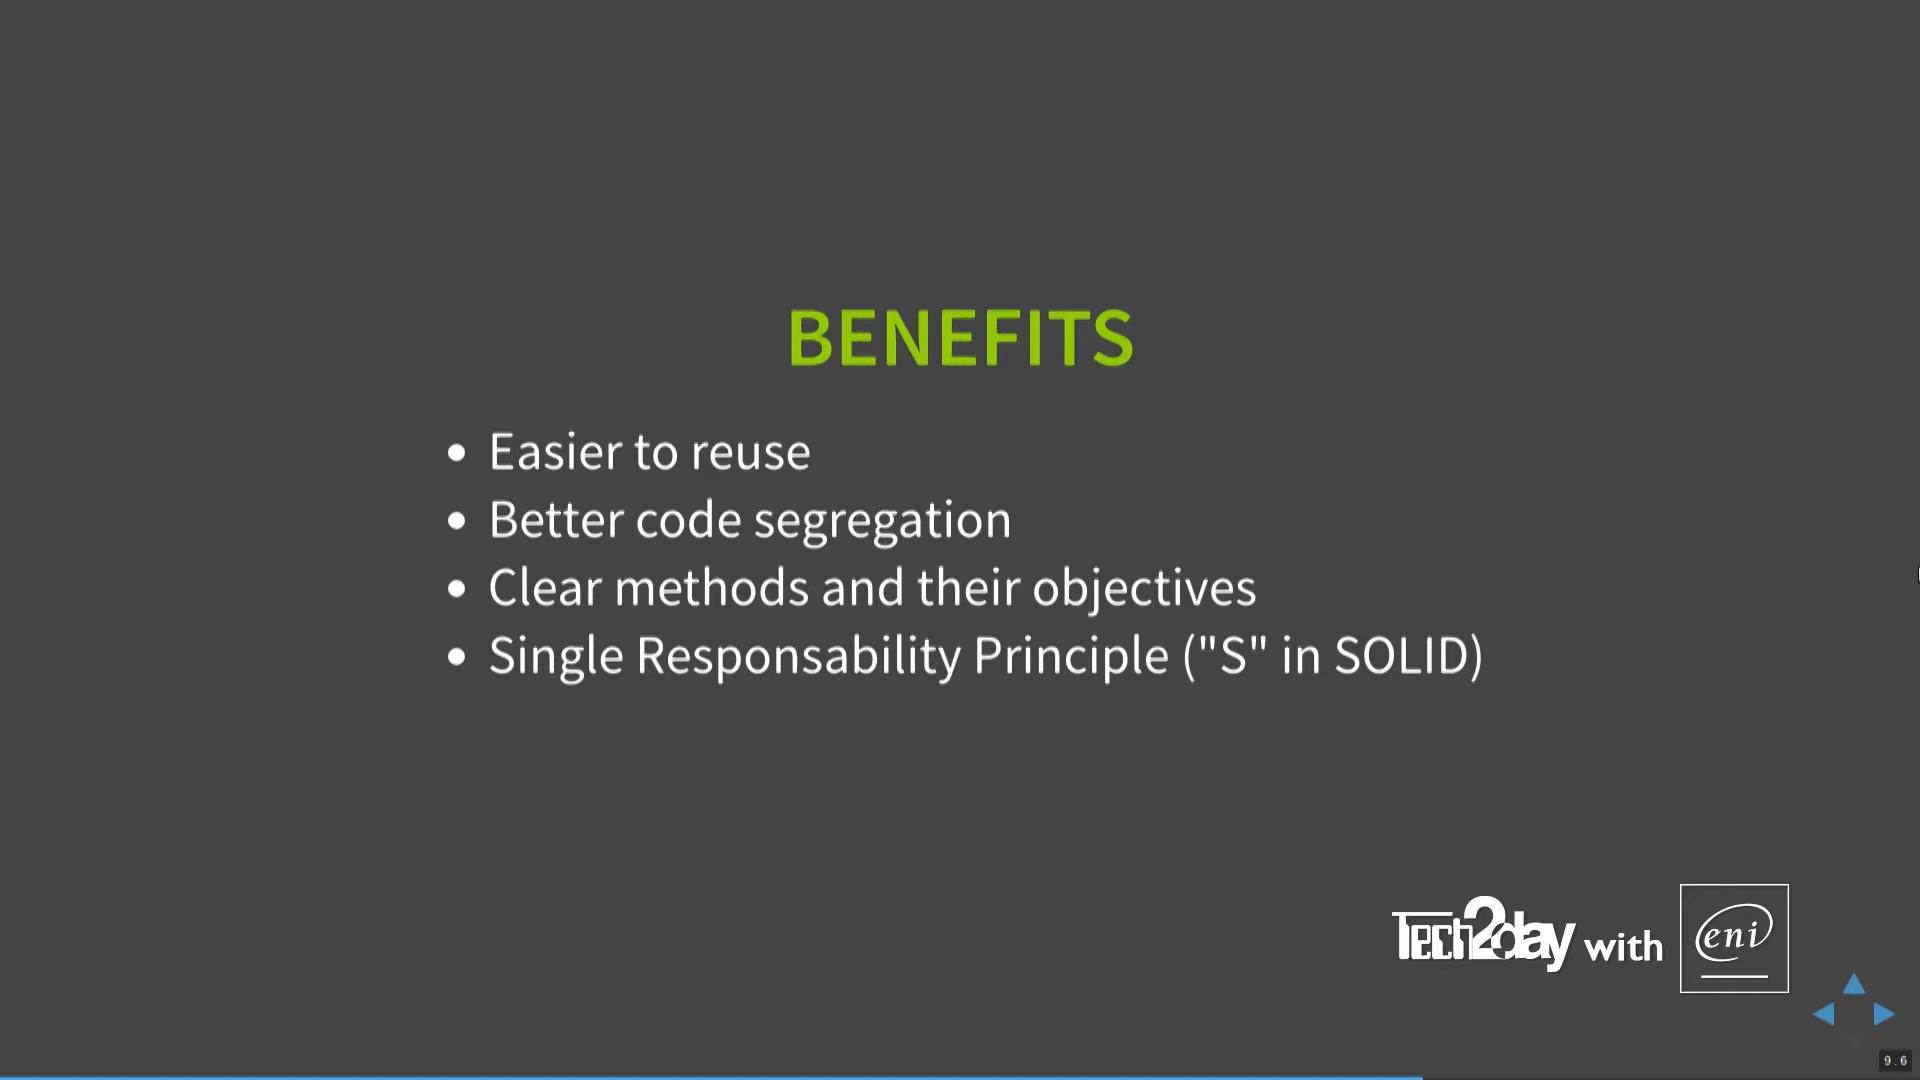 BENEFITS
Easier to reuse
Better code segregation
Clear methods and their objectives
Single Responsability Principle ("S" in SOLID)
Tech2day with eni
9.6